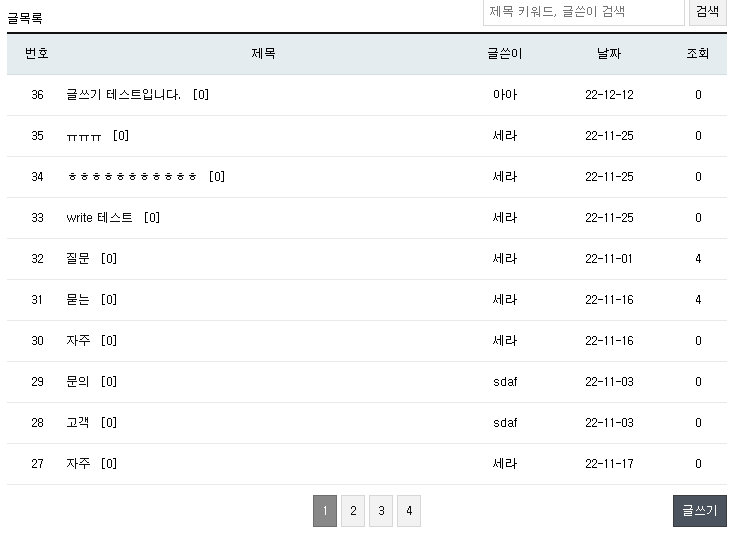 글목록 제목 키워드, 글쓴이 검색 검색
번호 제목 글쓴이 날짜 조회
36 글쓰기 테스트입니다. [0] 아아 22-12-12 0
35 ㅠㅠㅠ [0] 세라 22-11-25 0
34 ㅎㅎㅎㅎㅎㅎㅎㅎㅎㅎㅎ [0] 세라 22-11-25 0
33 write 테스트 [0] 세라 22-11-25 0
32 질문 [0] 세라 22-11-01 4
31 묻는 [0] 세라 22-11-16 4
30 자주 [0] 세라 22-11-16 0
29 문의 [0] sdaf 22-11-03 0
28 고객 [0] sdaf 22-11-03 0
27 자주 [0] 세라 22-11-17 0
1 2 3 4 글쓰기